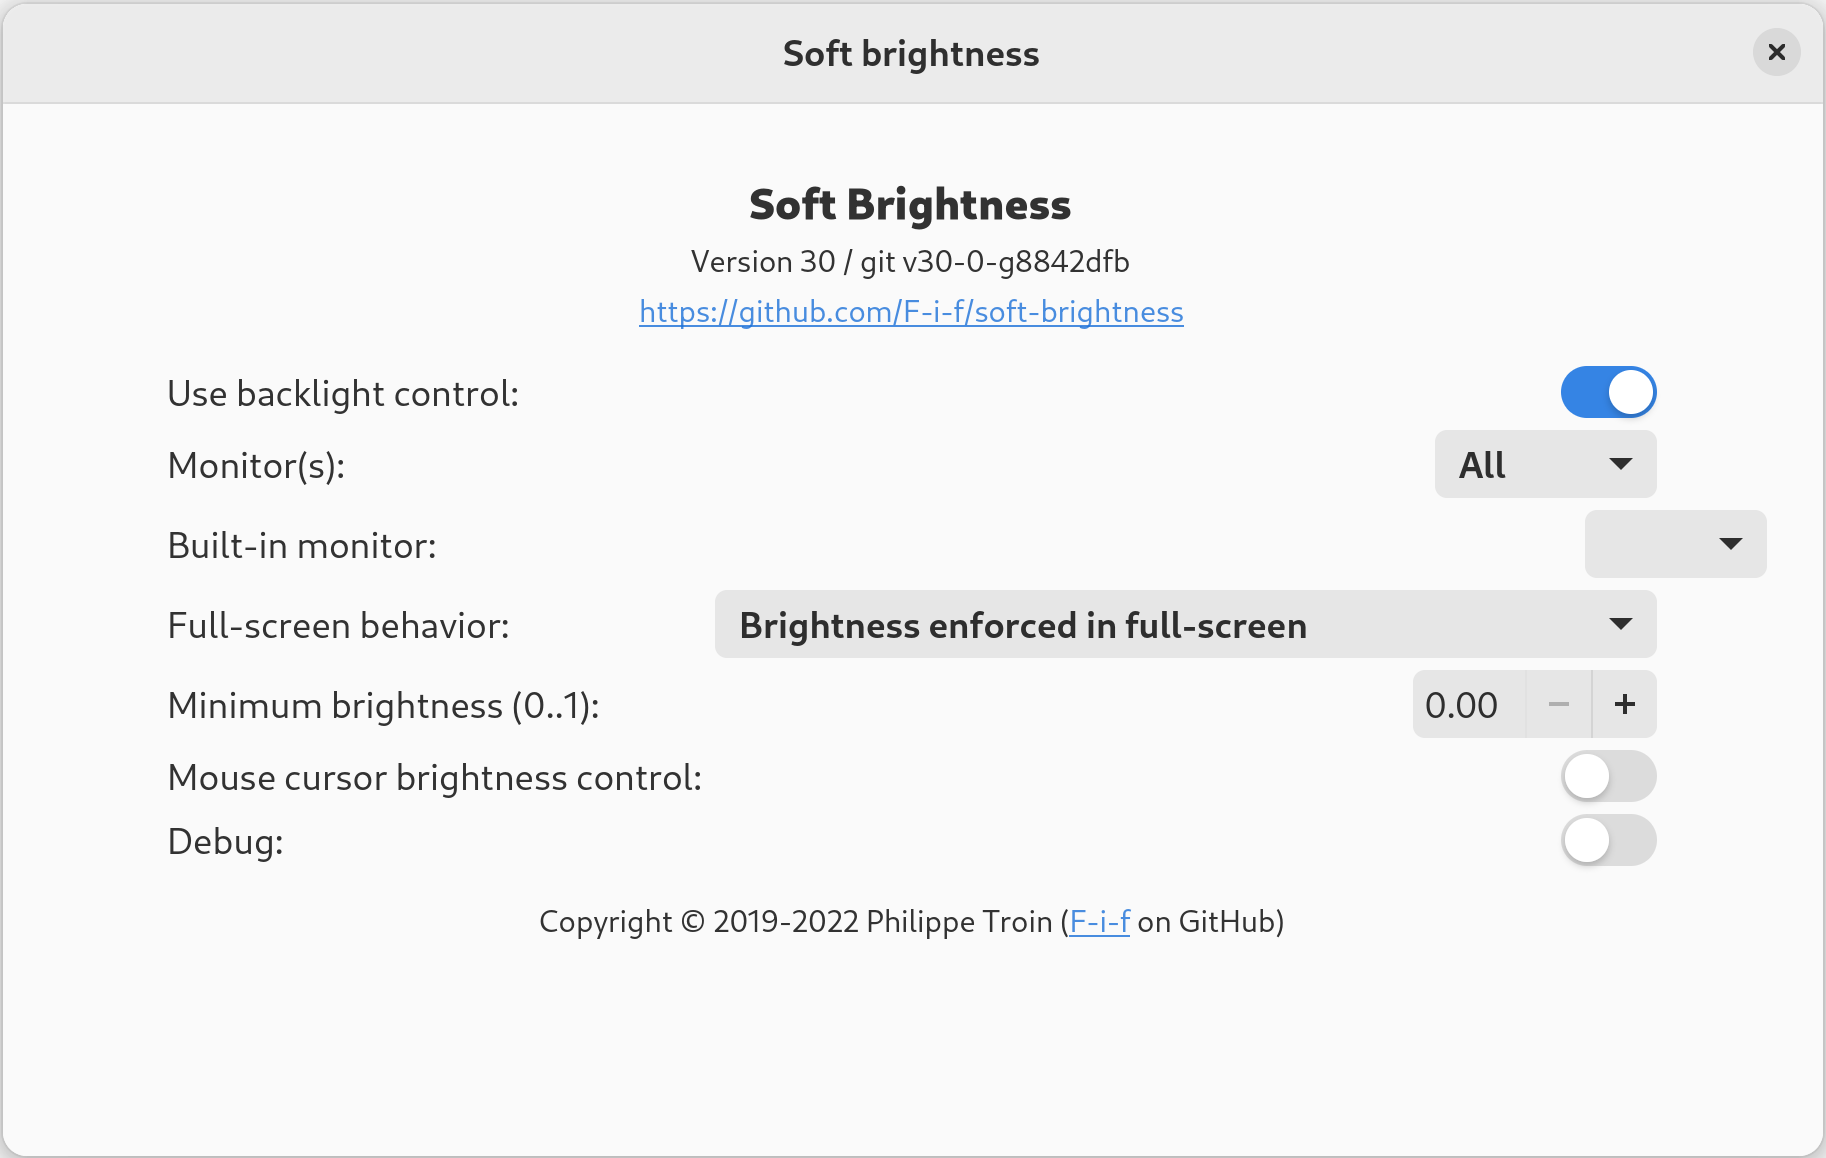 Soft brightness
Soft Brightness
Version 30 / git v30-0-g8842dfb
https://github.com/F-i-f/soft-brightness
Use backlight control:
Monitor(s): All
Built-in monitor:
Full-screen behavior: Brightness enforced in full-screen
Minimum brightness (0..1): 0.00
Mouse cursor brightness control:
Debug:
Copyright © 2019-2022 Philippe Troin (F-i-f on GitHub)